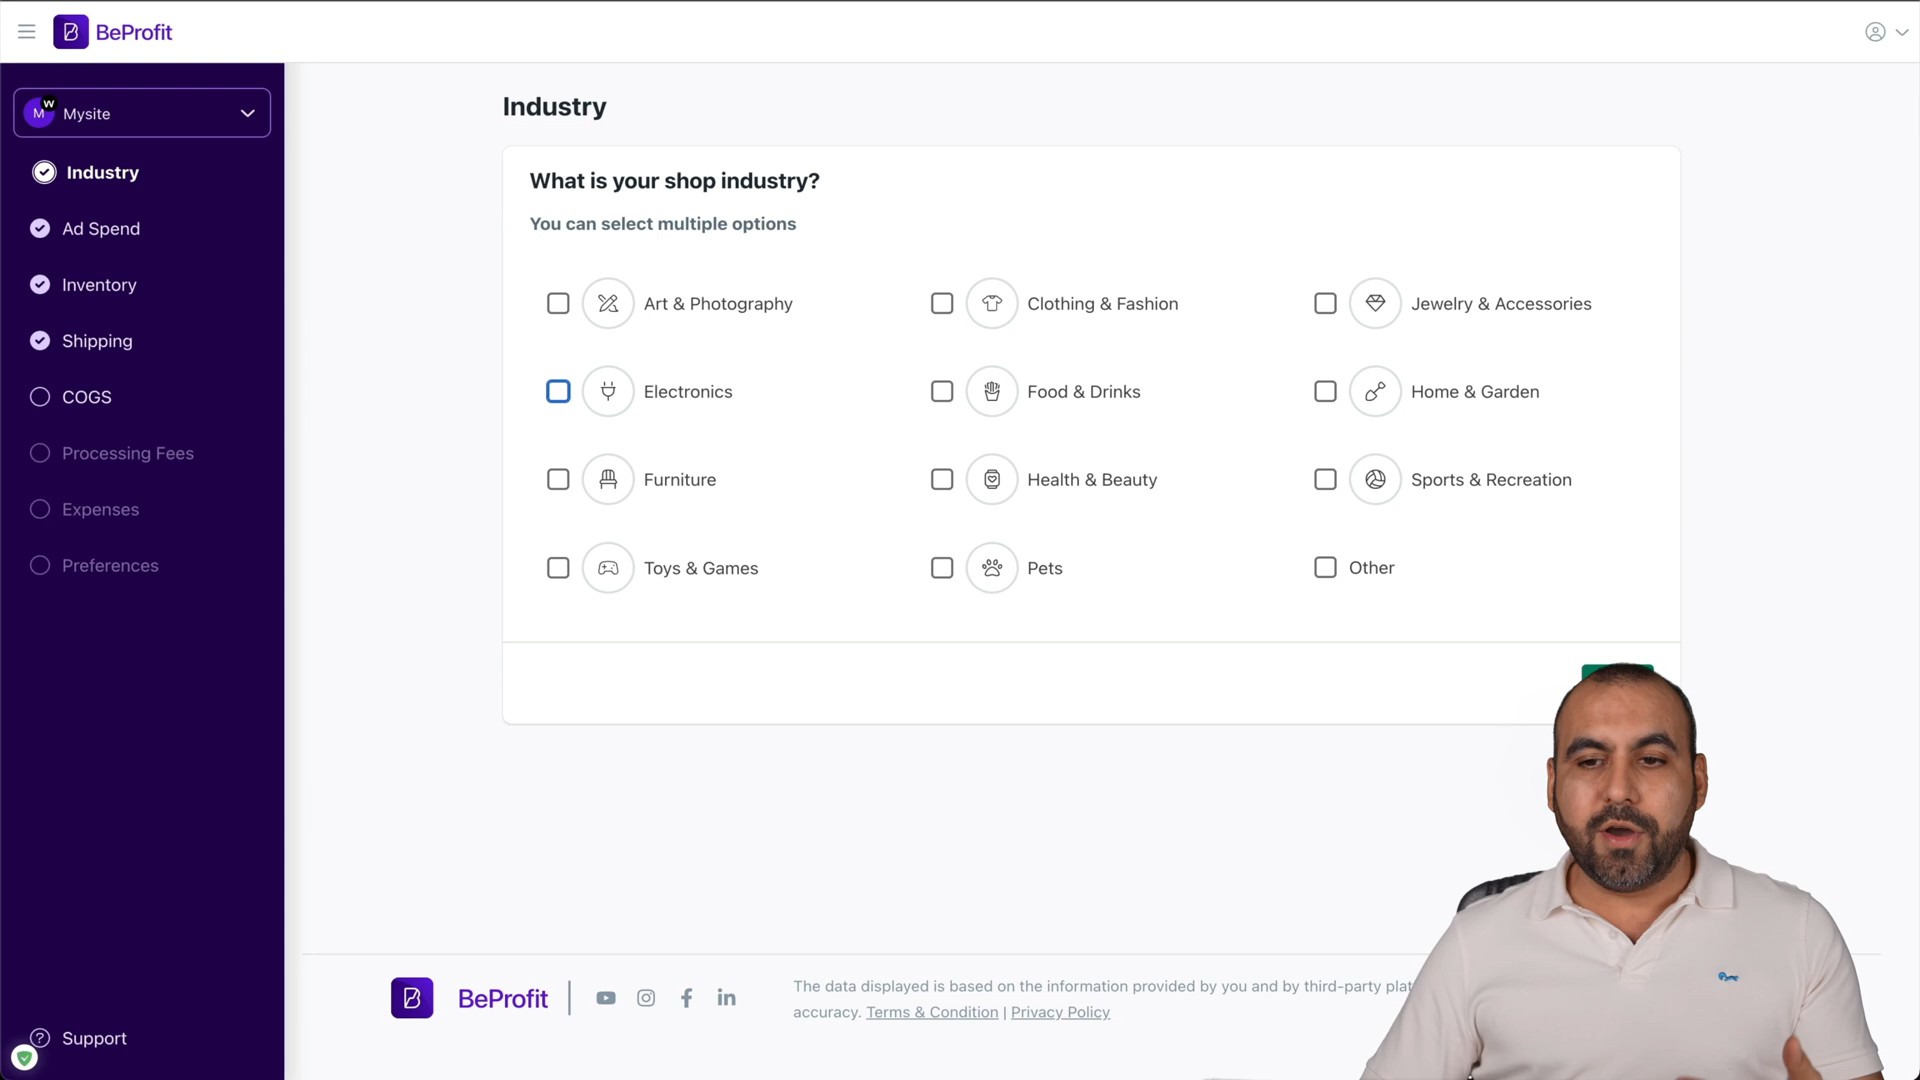 BeProfit
M
W
Mysite
Industry
Ad Spend
Inventory
Shipping
COGS
Processing Fees
Expenses
Preferences
Support
Industry
What is your shop industry?
You can select multiple options
Art & Photography
Clothing & Fashion
Jewelry & Accessories
Electronics
Food & Drinks
Home & Garden
Furniture
Health & Beauty
Sports & Recreation
Toys & Games
Pets
Other
BeProfit
The data displayed is based on the information provided by you and by third-party
accuracy. Terms & Condition | Privacy Policy